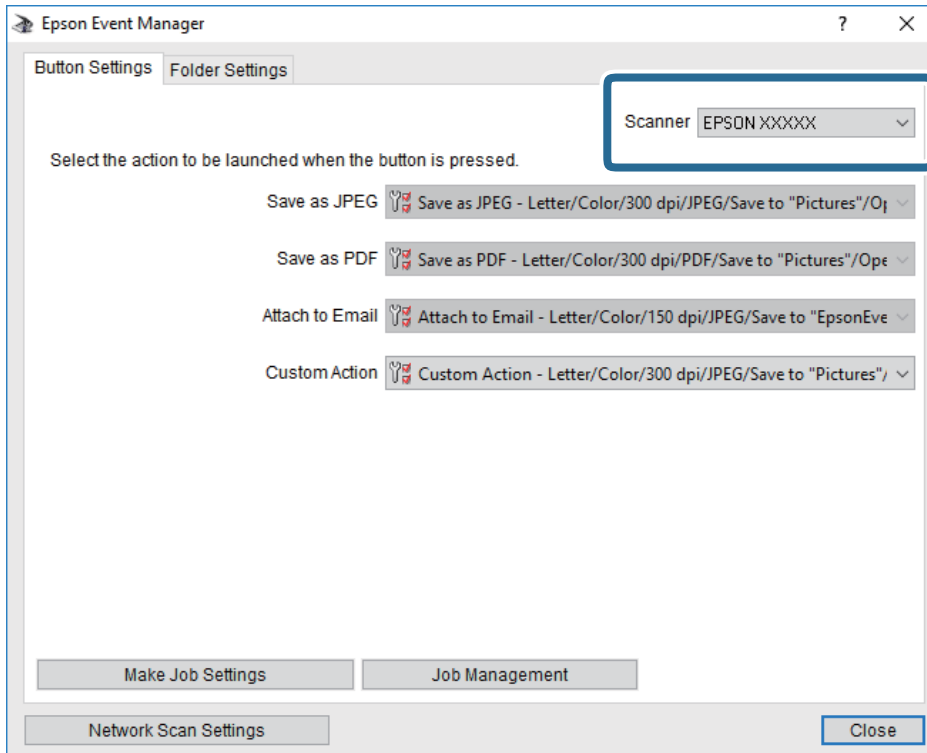 Epson Event Manager
Button Settings Folder Settings
Scanner EPSON XXXXX
Select the action to be launched when the button is pressed.
Save as JPEG Save as JPEG - Letter/Color/300 dpi/JPEG/Save to "Pictures"/Op
Save as PDF Save as PDF - Letter/Color/300 dpi/PDF/Save to "Pictures"/Ope
Attach to Email Attach to Email - Letter/Color/150 dpi/JPEG/Save to "EpsonEve
Custom Action Custom Action - Letter/Color/300 dpi/JPEG/Save to "Pictures"/
Make Job Settings Job Management
Network Scan Settings Close